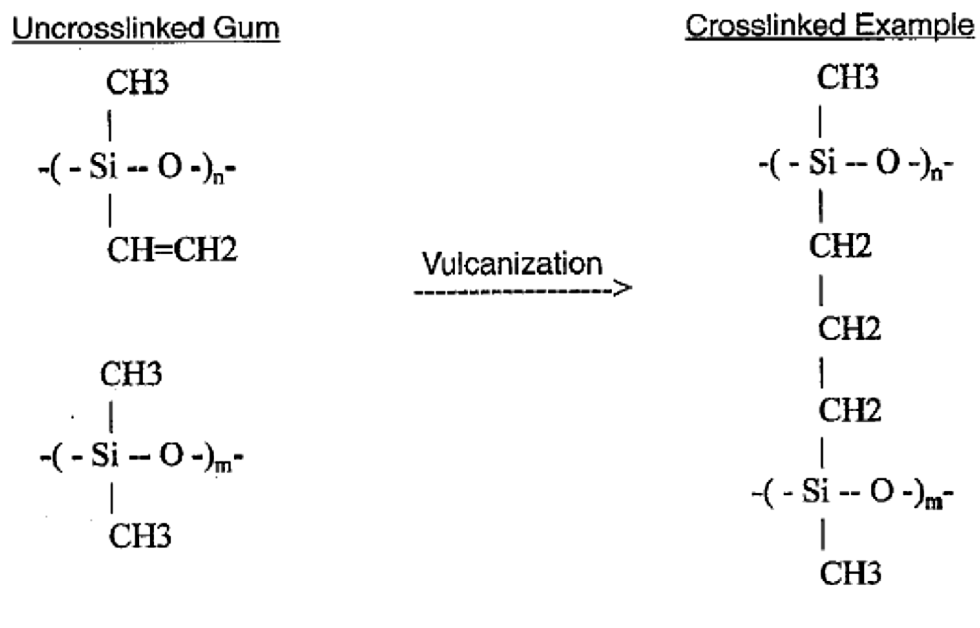 Uncrosslinked Gum
CH3
|
-( - Si -- O -)n-
|
CH=CH2
CH3
|
-( - Si -- O -)m-
|
CH3
Vulcanization
--------------------->
Crosslinked Example
CH3
|
-( - Si -- O -)n-
|
CH2
|
CH2
|
CH2
|
-( - Si -- O -)m-
|
CH3